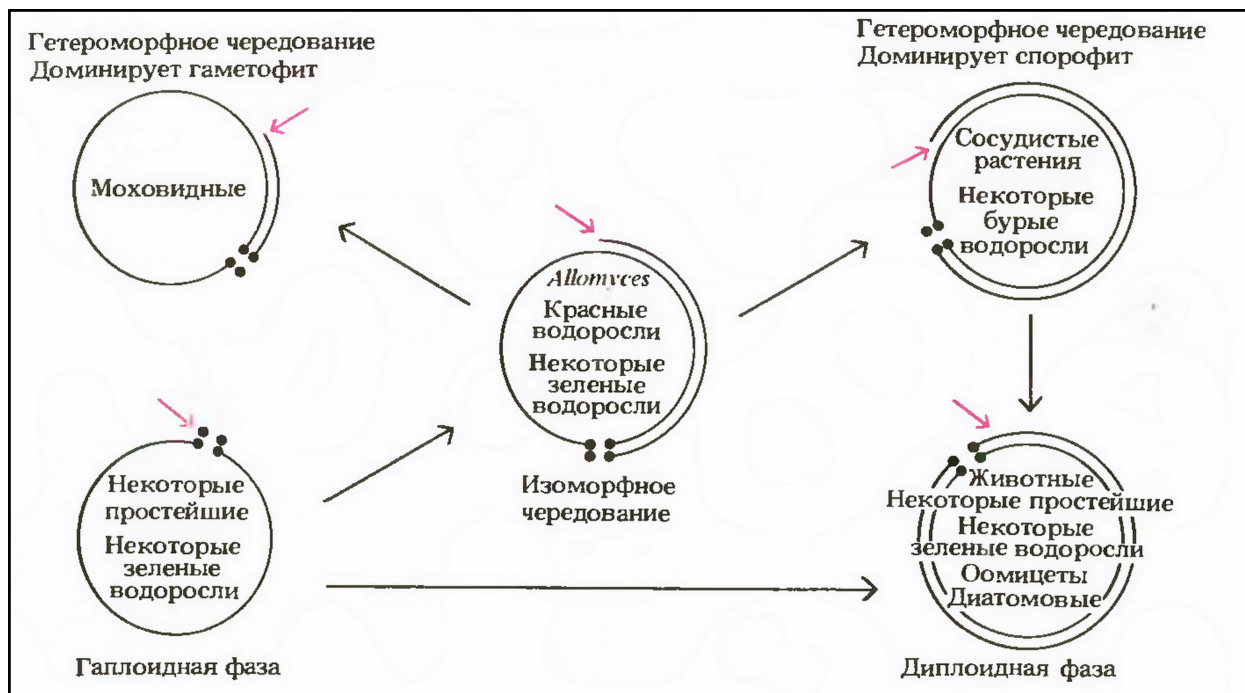 Гетероморфное чередование
Доминирует гаметофит
Моховидные
Гетероморфное чередование
Доминирует спорофит
Сосудистые
растения
Некоторые
бурые
водоросли
Allomyces
Красные
водоросли
Некоторые
зеленые
водоросли
Изоморфное
чередование
Некоторые
простейшие
Некоторые
зеленые
водоросли
Гаплоидная фаза
Животные
Некоторые простейшие
Некоторые
зеленые водоросли
Оомицеты
Диатомовые
Диплоидная фаза